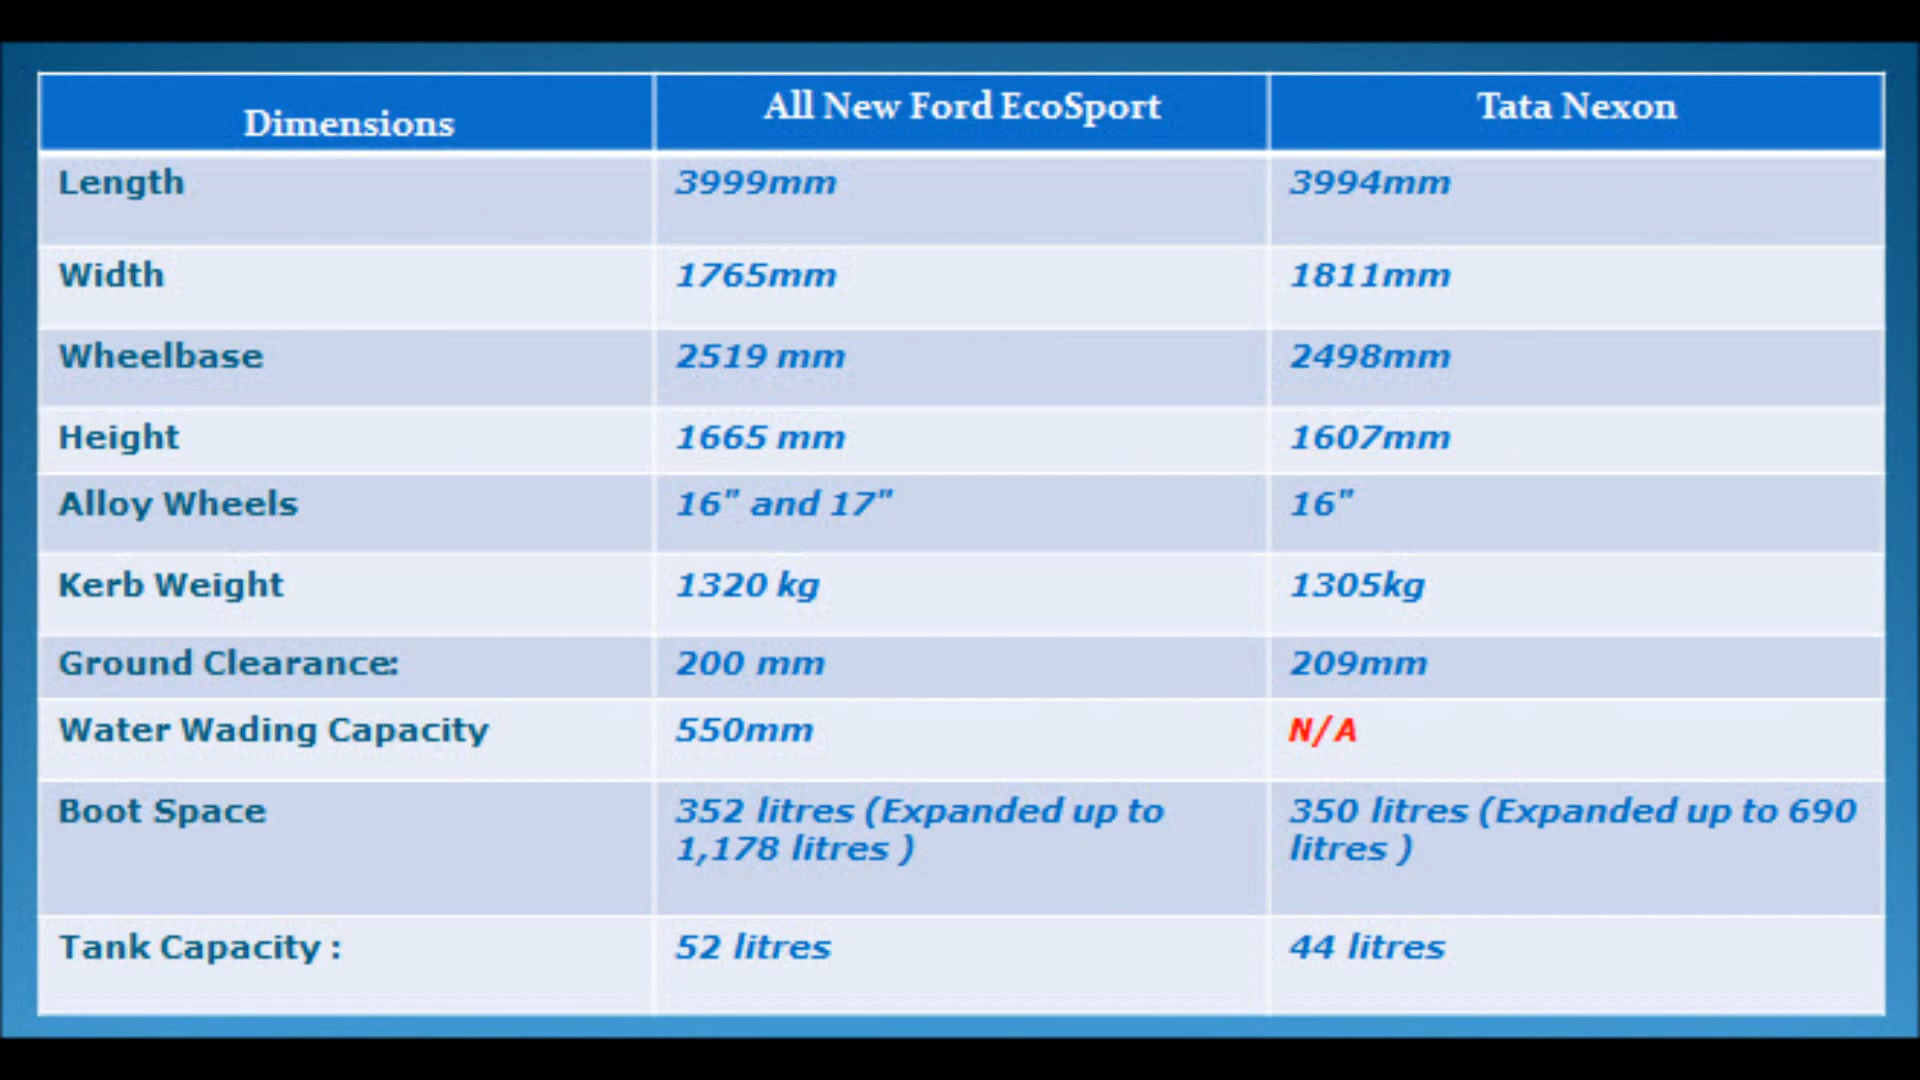 Dimensions All New Ford EcoSport Tata Nexon
Length 3999mm 3994mm
Width 1765mm 1811mm
Wheelbase 2519 mm 2498mm
Height 1665 mm 1607mm
Alloy Wheels 16" and 17" 16"
Kerb Weight 1320 kg 1305kg
Ground Clearance: 200 mm 209mm
Water Wading Capacity 550mm N/A
Boot Space 352 litres (Expanded up to 350 litres (Expanded up to 690
1,178 litres ) litres )
Tank Capacity : 52 litres 44 litres